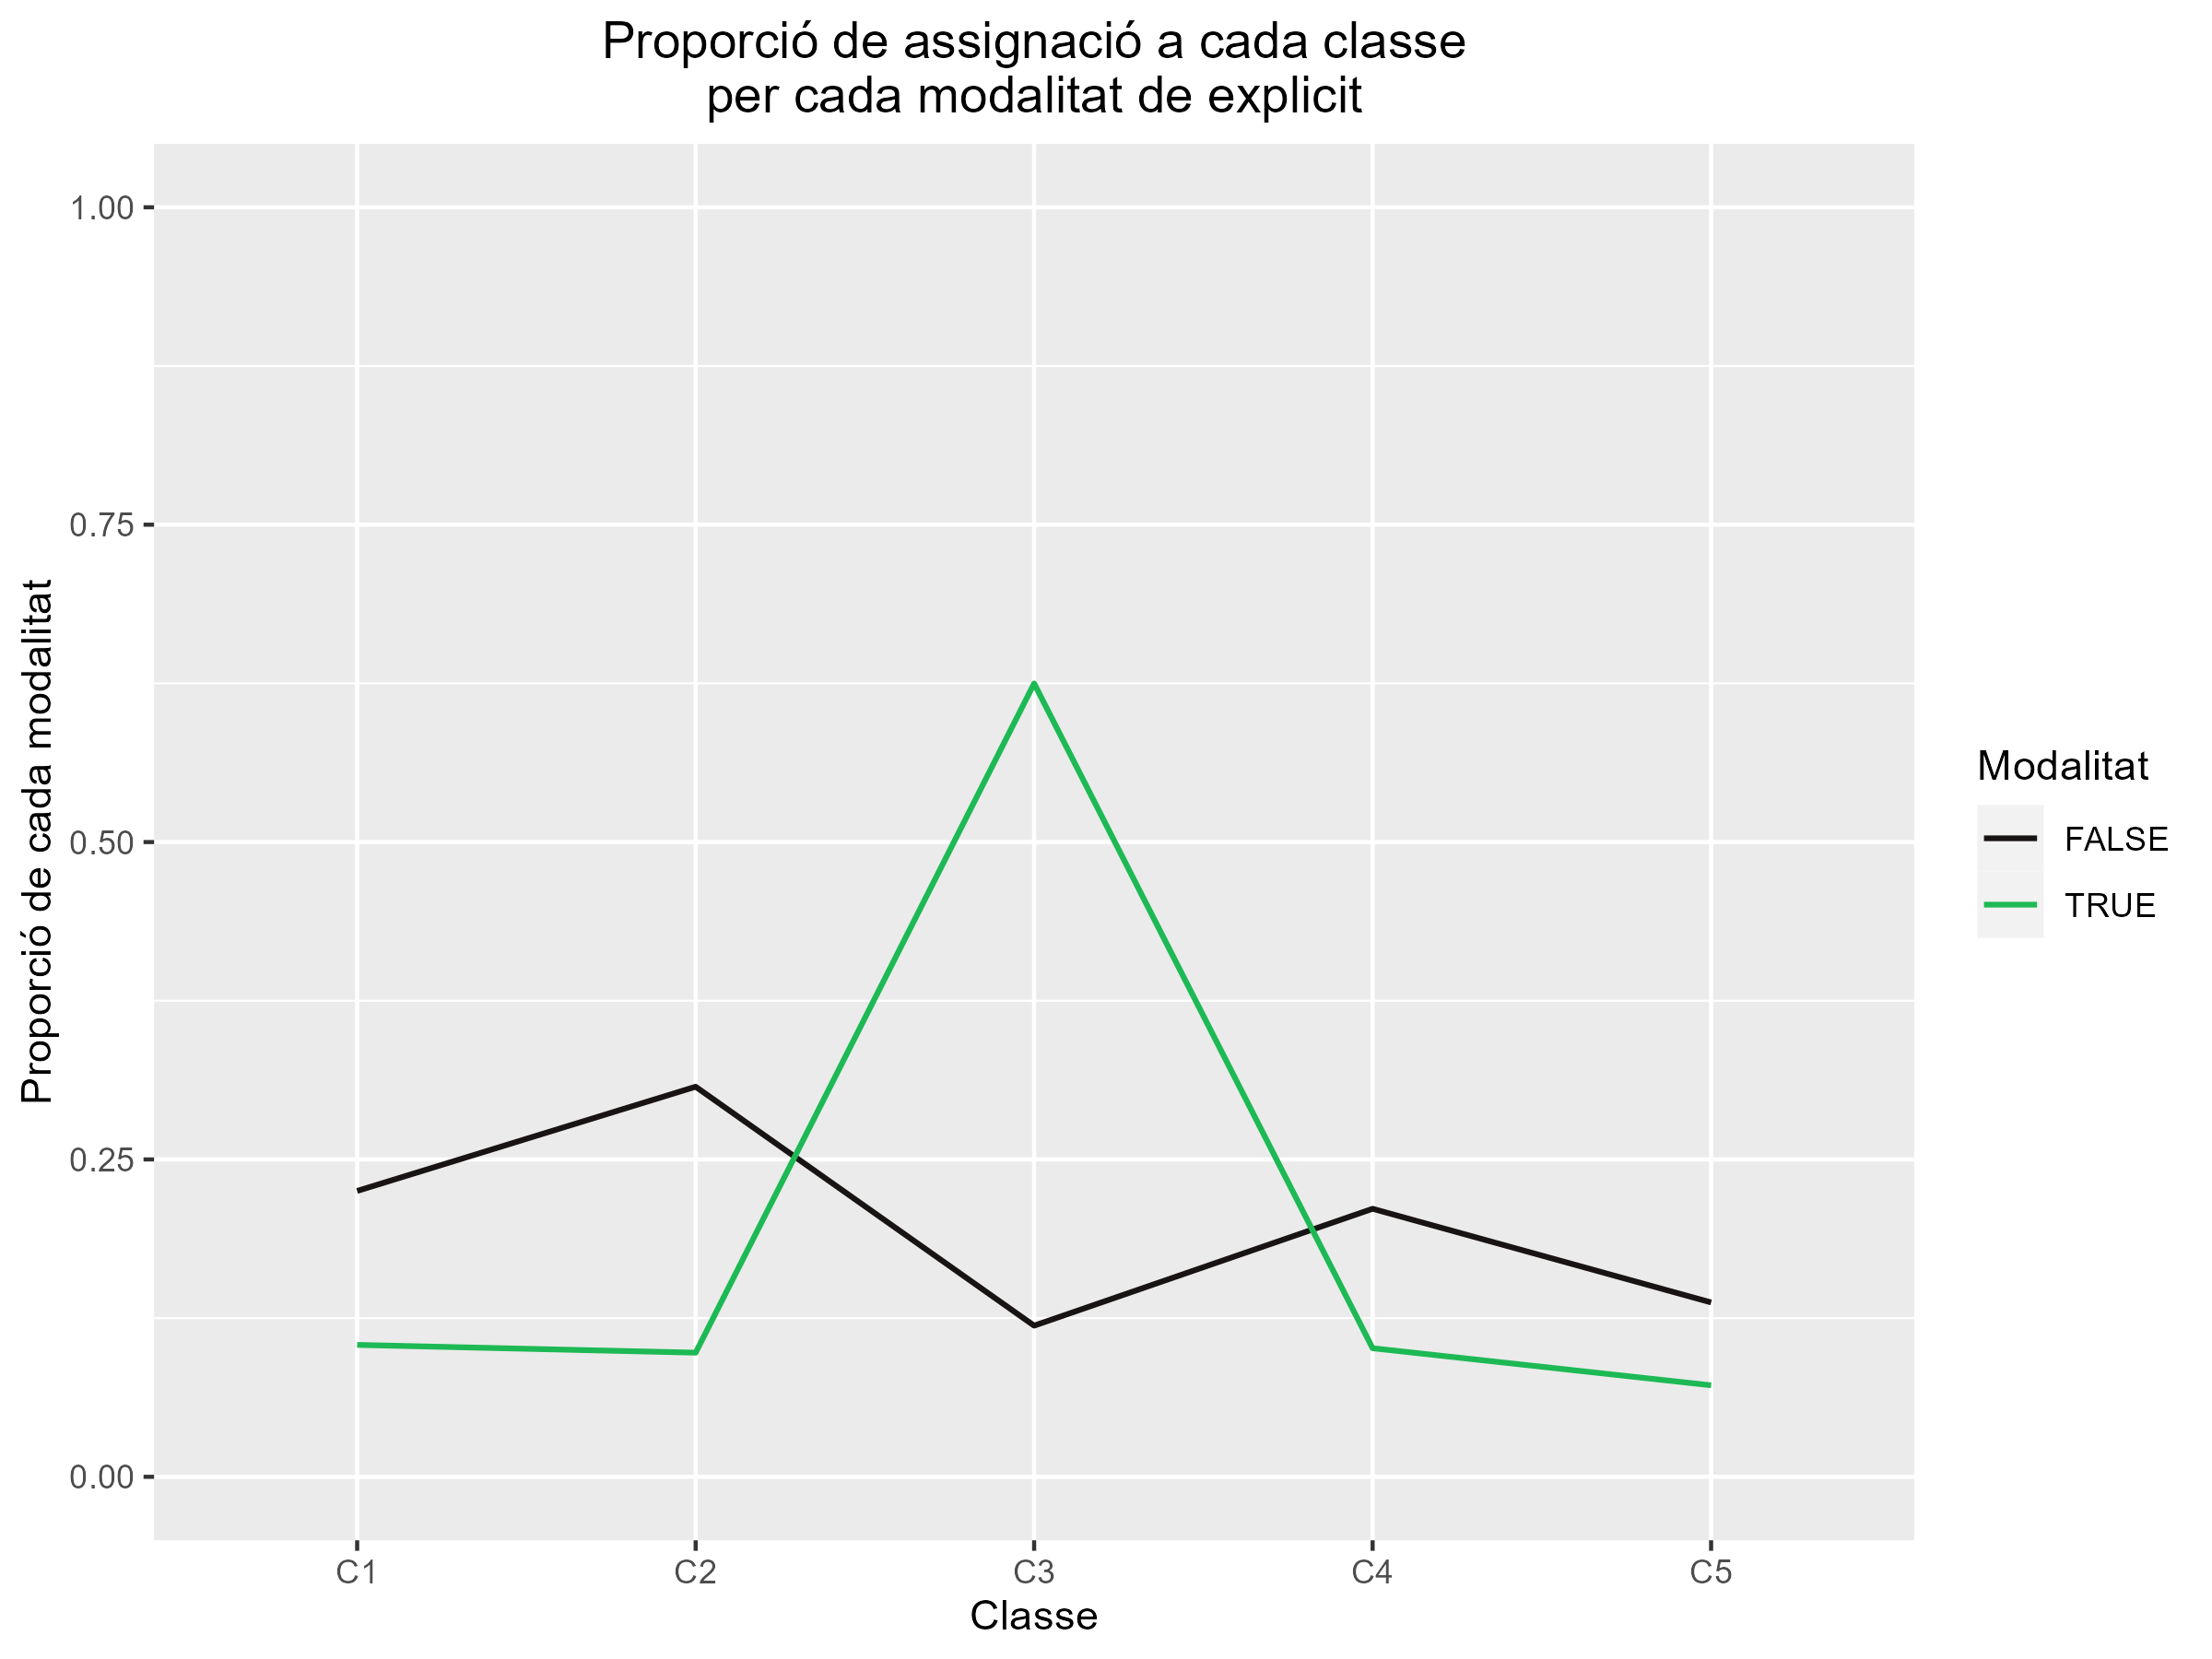 Proporció de assignació a cada classe
per cada modalitat de explicit
Proporció de cada modalitat
1.00
0.75
0.50
0.25
0.00
C1
C2
C3
C4
C5
Classe
Modalitat
FALSE
TRUE